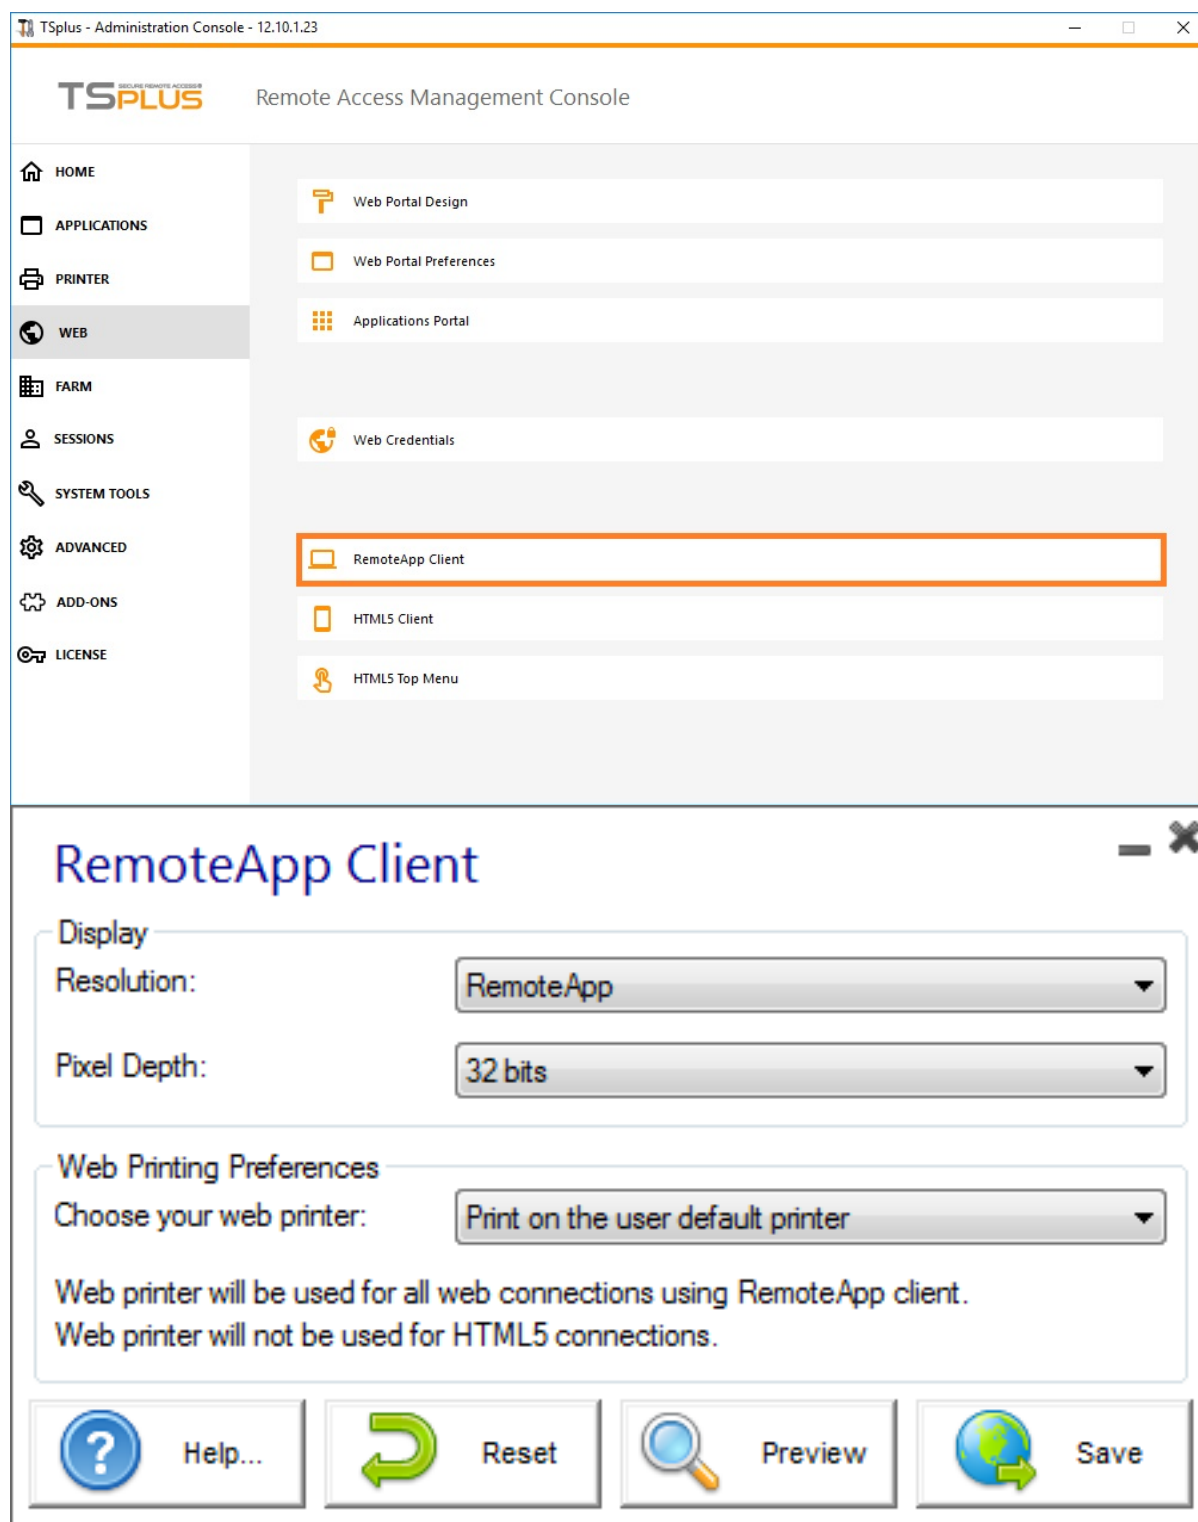 TSplus - Administration Console - 12.10.1.23
SECURE REMOTE ACCESS
TSPLUS
Remote Access Management Console
HOME
APPLICATIONS
PRINTER
WEB
FARM
SESSIONS
SYSTEM TOOLS
ADVANCED
ADD-ONS
LICENSE
Web Portal Design
Web Portal Preferences
Applications Portal
Web Credentials
RemoteApp Client
HTML5 Client
HTML5 Top Menu
RemoteApp Client
Display
Resolution: RemoteApp
Pixel Depth: 32 bits
Web Printing Preferences
Choose your web printer: Print on the user default printer
Web printer will be used for all web connections using RemoteApp client.
Web printer will not be used for HTML5 connections.
Help... Reset Preview Save